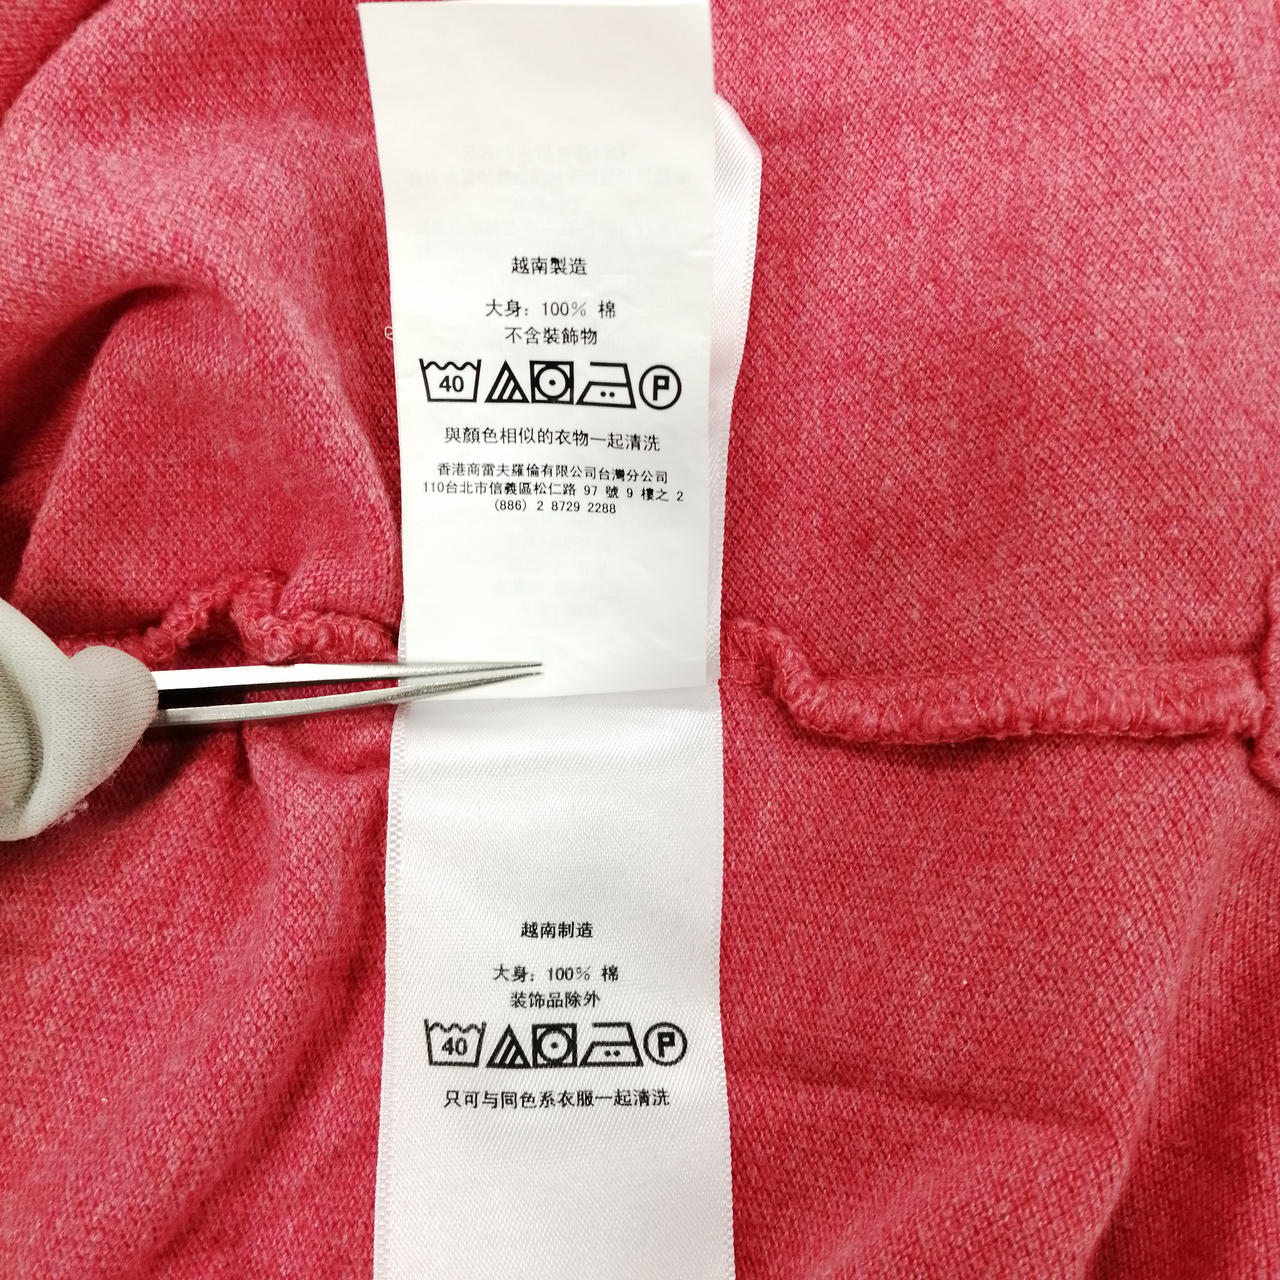 越南製造
大身: 100% 棉
不含裝飾物
40 P
與顏色相似的衣物一起清洗
香港商雷夫羅倫有限公司台灣分公司
110台北市信義區松仁路 97 號 9 樓之 2
(886) 2 8729 2288
越南制造
大身: 100% 棉
装饰品除外
40 P
只可与同色系衣服一起清洗